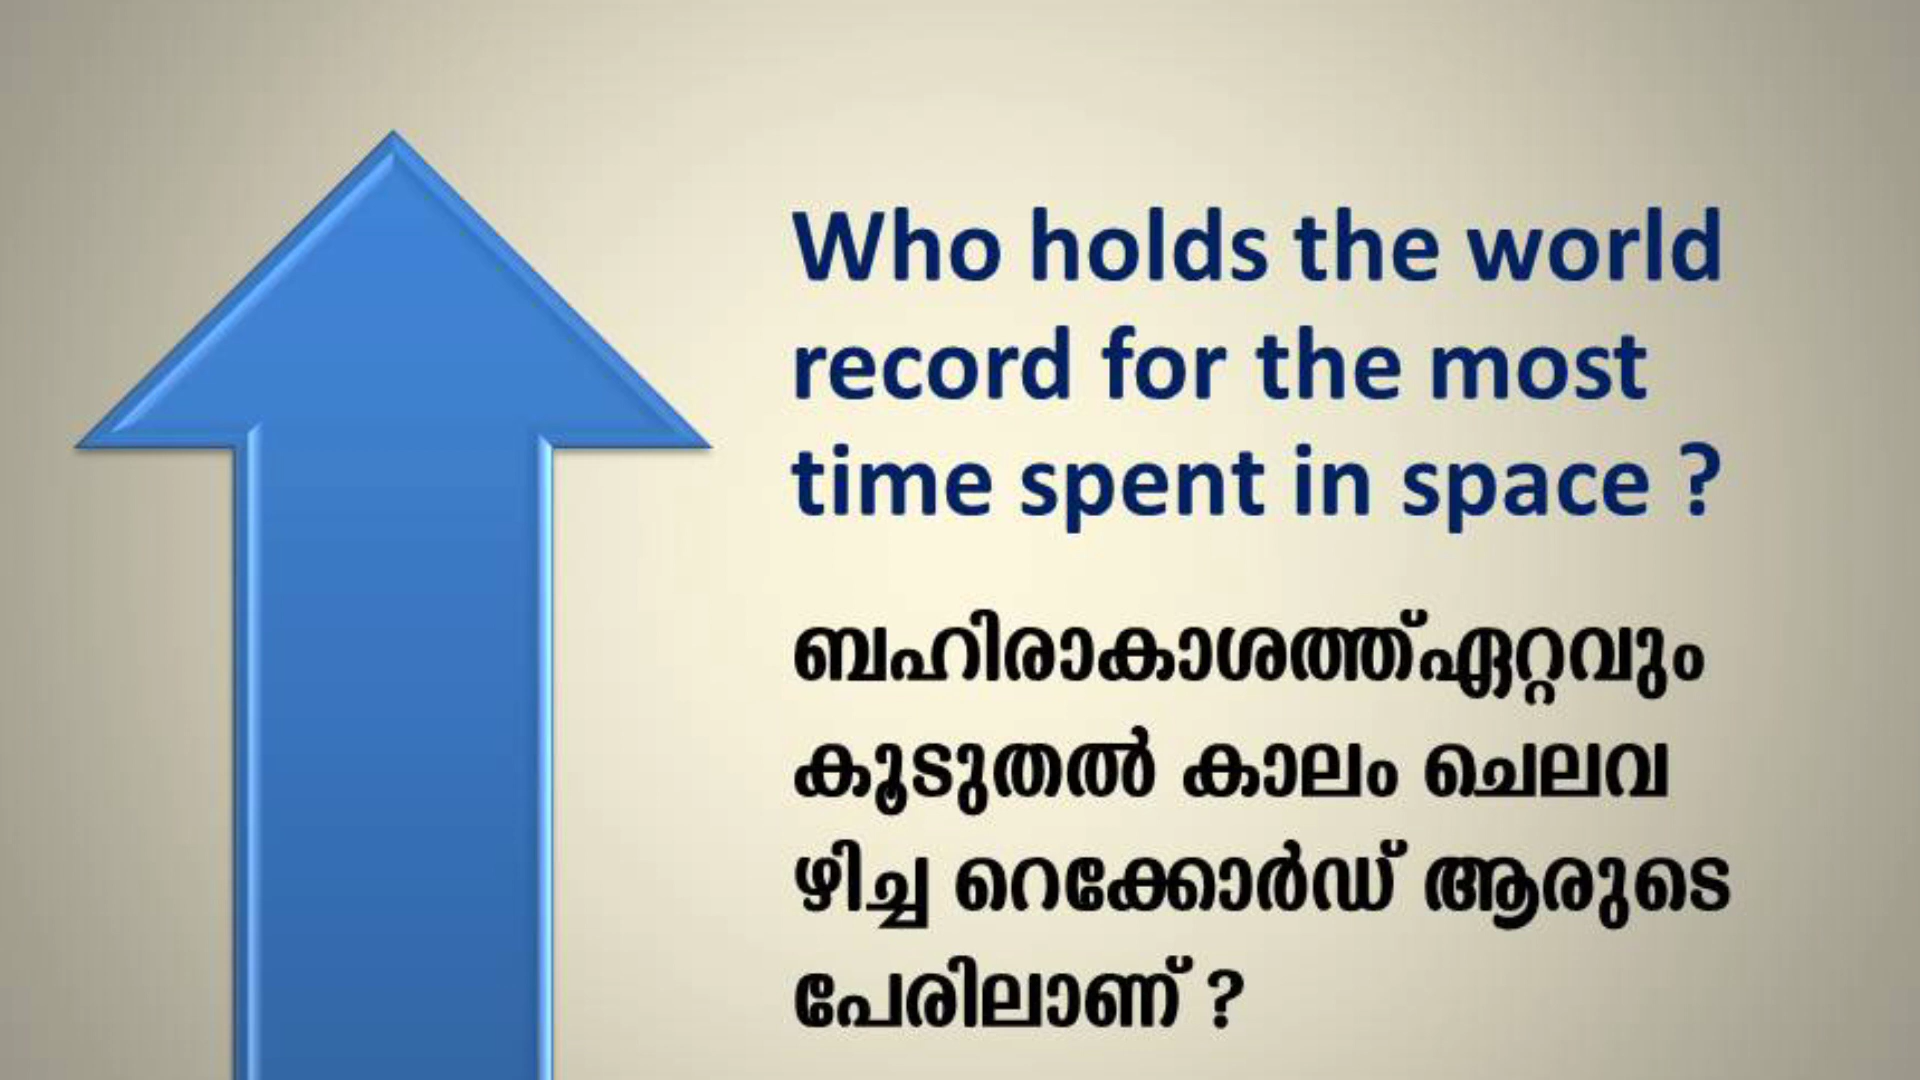 Who holds the world
record for the most
time spent in space ?
ബഹിരാകാശത്ത്ഏറ്റവും
കൂടുതൽ കാലം ചെലവ
ഴിച്ച റെക്കോർഡ് ആരുടെ
പേരിലാണ് ?